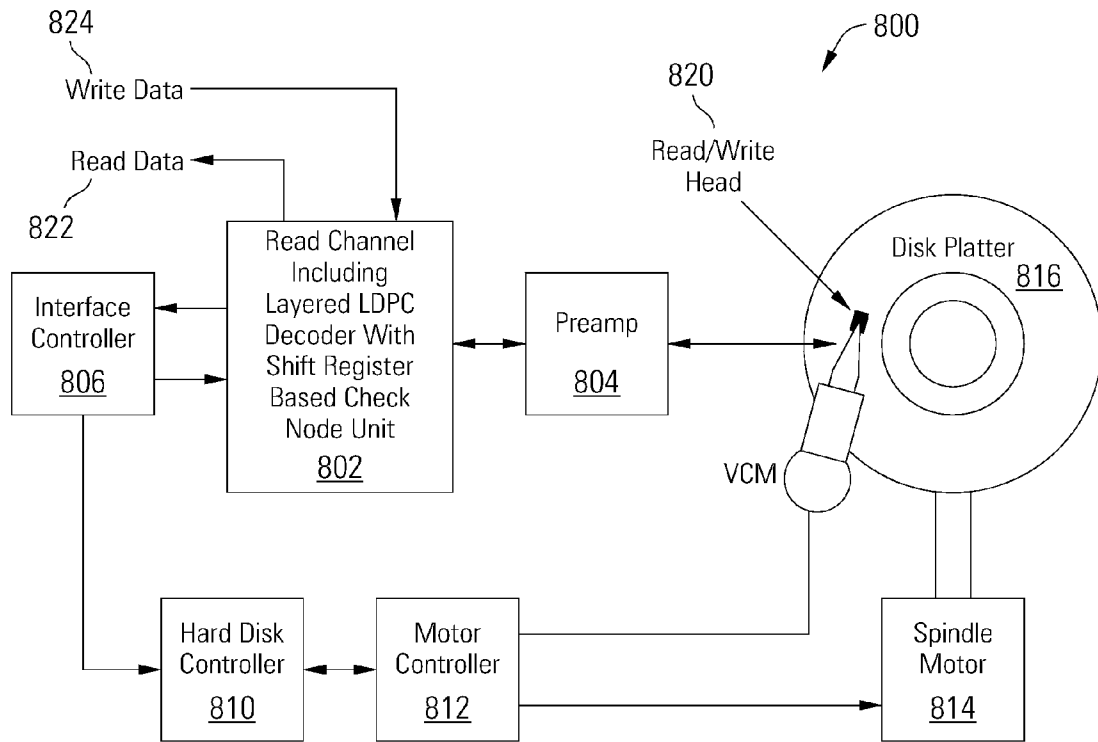 800
824
Write Data
820
Read/Write
Head
Read Data
822
Read Channel
Including
Layered LDPC
Decoder With
Shift Register
Based Check
Node Unit
802
Interface
Controller
806
Preamp
804
Disk Platter
816
VCM
Hard Disk
Controller
810
Motor
Controller
812
Spindle
Motor
814